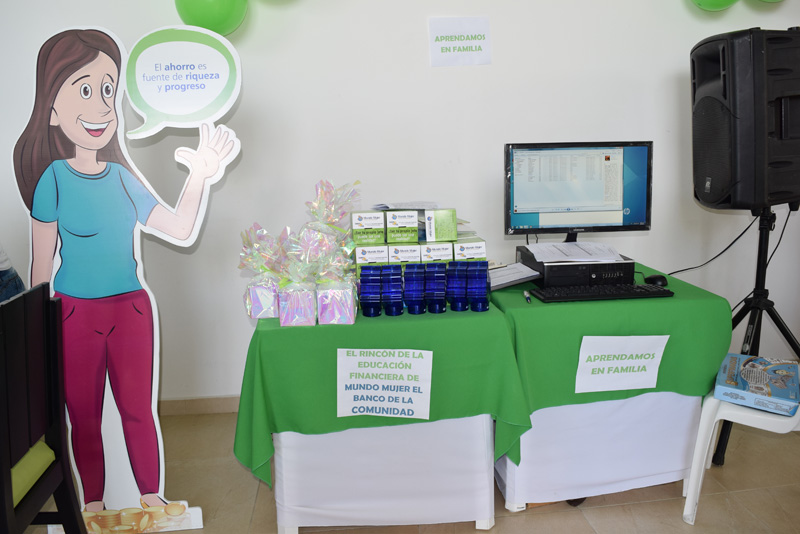 El ahorro es
fuente de riqueza
y progreso
APRENDAMOS
EN FAMILIA
EL RINCÓN DE LA
EDUCACIÓN
FINANCIERA DE
MUNDO MUJER EL
BANCO DE LA
COMUNIDAD
APRENDAMOS
EN FAMILIA